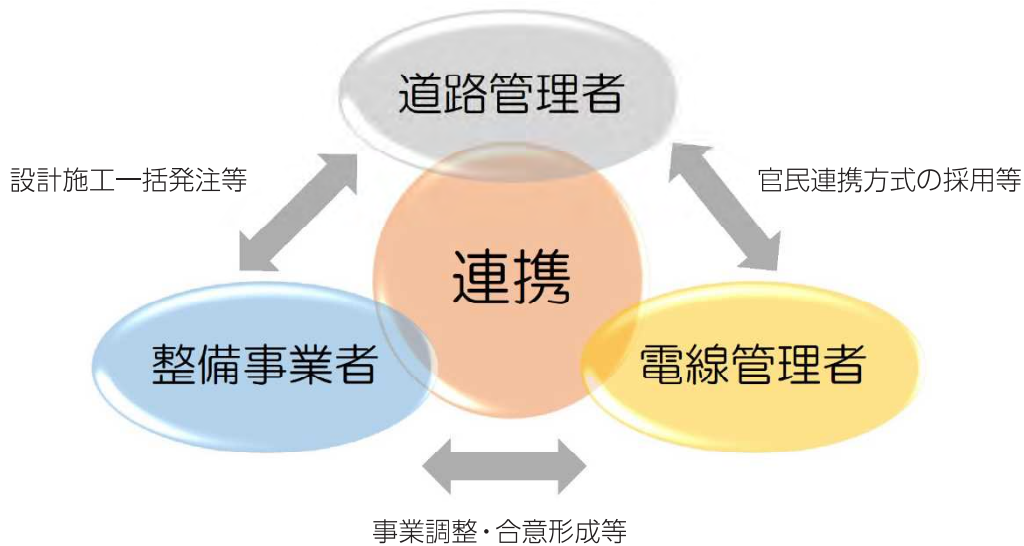 道路管理者
設計施工一括発注等
官民連携方式の採用等
連携
整備事業者
電線管理者
事業調整・合意形成等